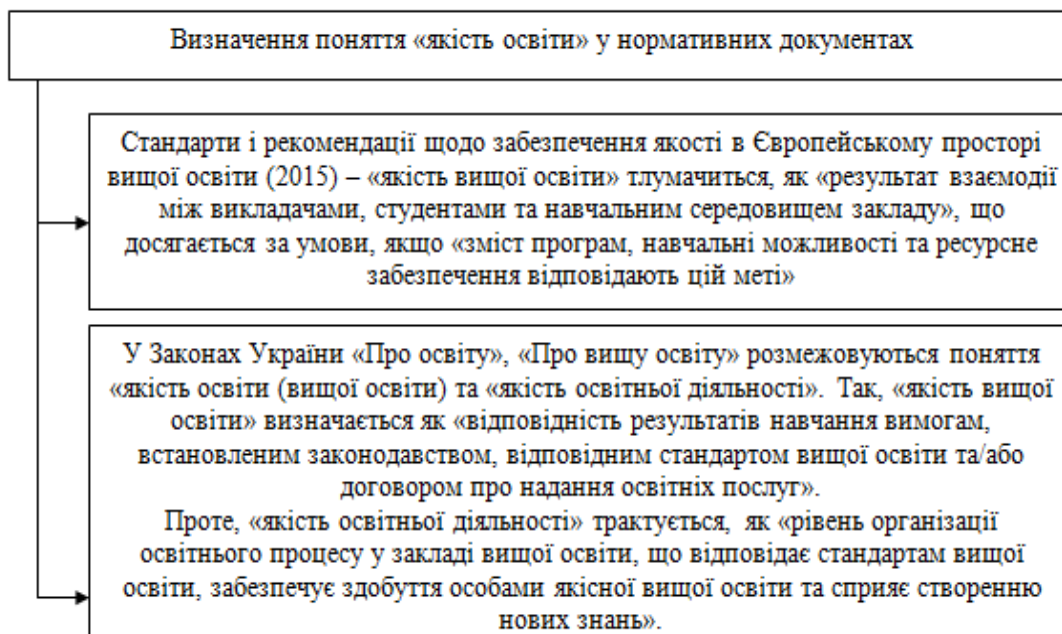 Визначення поняття «якість освіти» у нормативних документах
Стандарти і рекомендації щодо забезпечення якості в Європейському просторі
вищої освіти (2015) – «якість вищої освіти» тлумачиться, як «результат взаємодії
між викладачами, студентами та навчальним середовищем закладу», що
досягається за умови, якщо «зміст програм, навчальні можливості та ресурсне
забезпечення відповідають цій меті»
У Законах України «Про освіту», «Про вищу освіту» розмежовуються поняття
«якість освіти (вищої освіти) та «якість освітньої діяльності». Так, «якість вищої
освіти» визначається як «відповідність результатів навчання вимогам,
встановленим законодавством, відповідним стандартом вищої освіти та/або
договором про надання освітніх послуг».
Проте, «якість освітньої діяльності» трактується, як «рівень організації
освітнього процесу у закладі вищої освіти, що відповідає стандартам вищої
освіти, забезпечує здобуття особами якісної вищої освіти та сприяє створенню
нових знань».